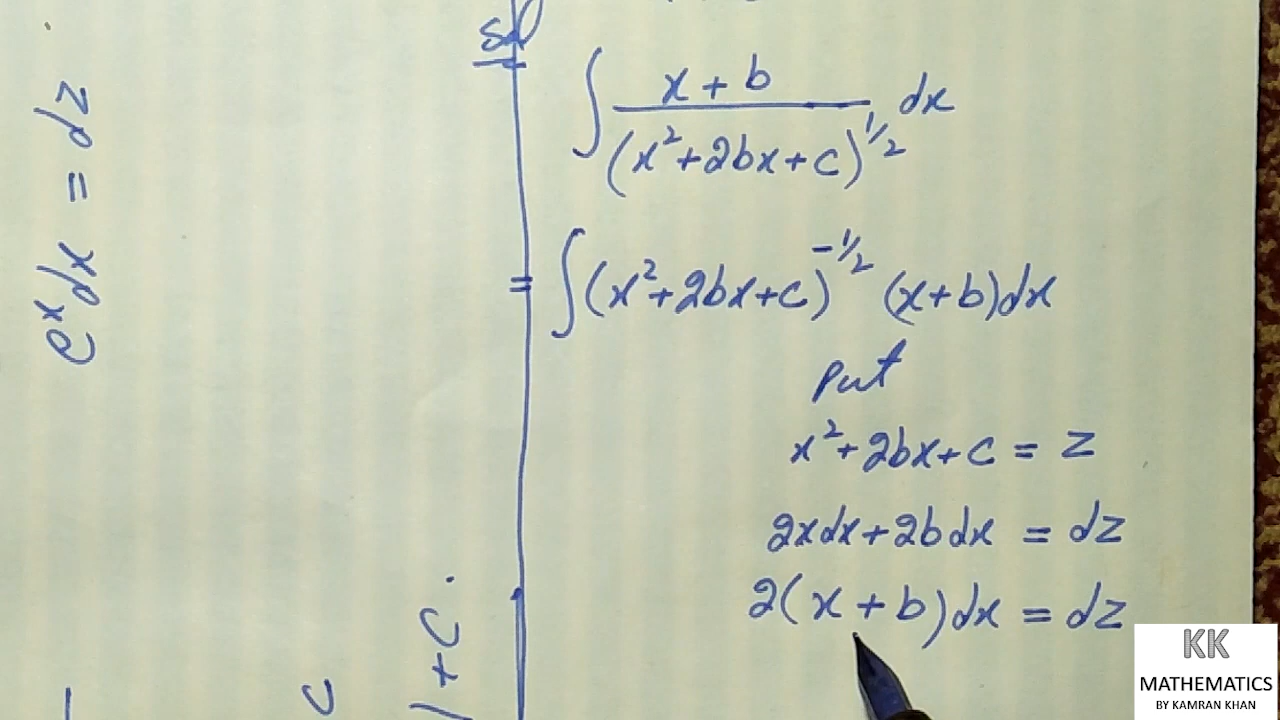 Sol
∫ x + b / (x² + 2bx + c)^1/2 dx
= ∫ (x² + 2bx + c)^-1/2 (x + b) dx
Put
x² + 2bx + c = z
2x dx + 2b dx = dz
2(x + b) dx = dz
e^x dx = dz
c
+ C.
KK
MATHEMATICS
BY KAMRAN KHAN